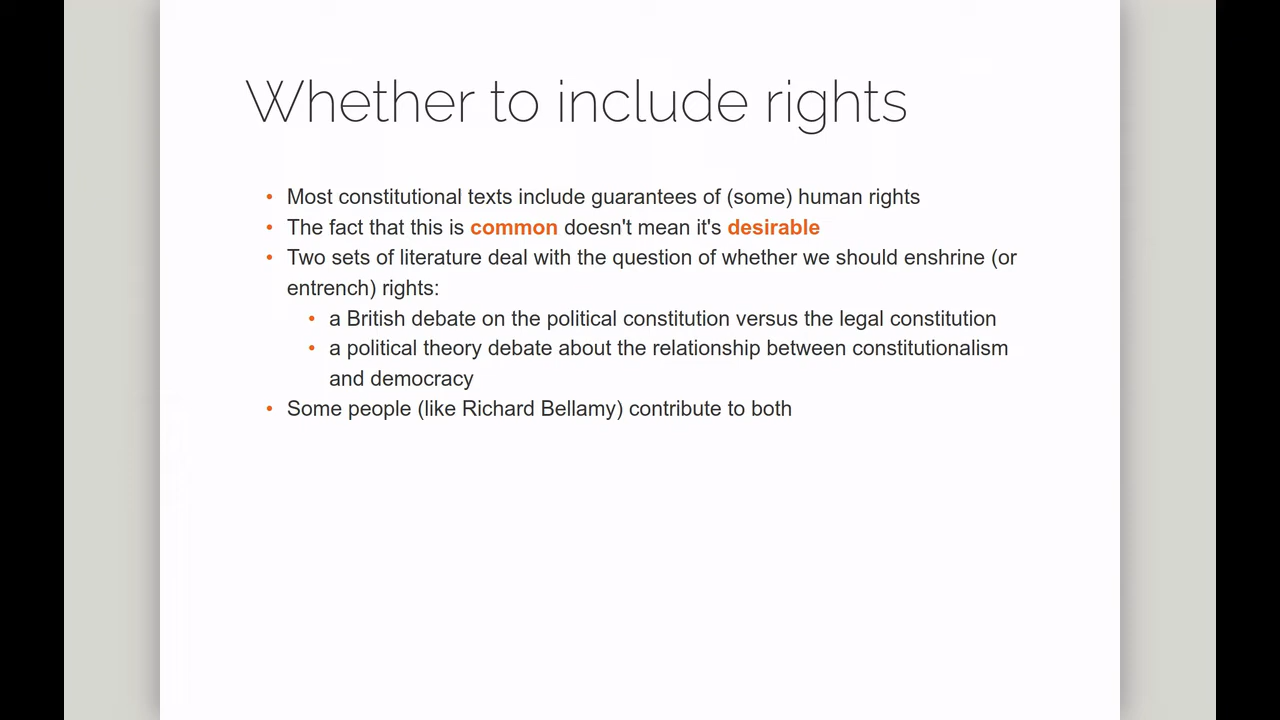 Whether to include rights
• Most constitutional texts include guarantees of (some) human rights
• The fact that this is common doesn't mean it's desirable
• Two sets of literature deal with the question of whether we should enshrine (or
entrench) rights:
• a British debate on the political constitution versus the legal constitution
• a political theory debate about the relationship between constitutionalism
and democracy
• Some people (like Richard Bellamy) contribute to both